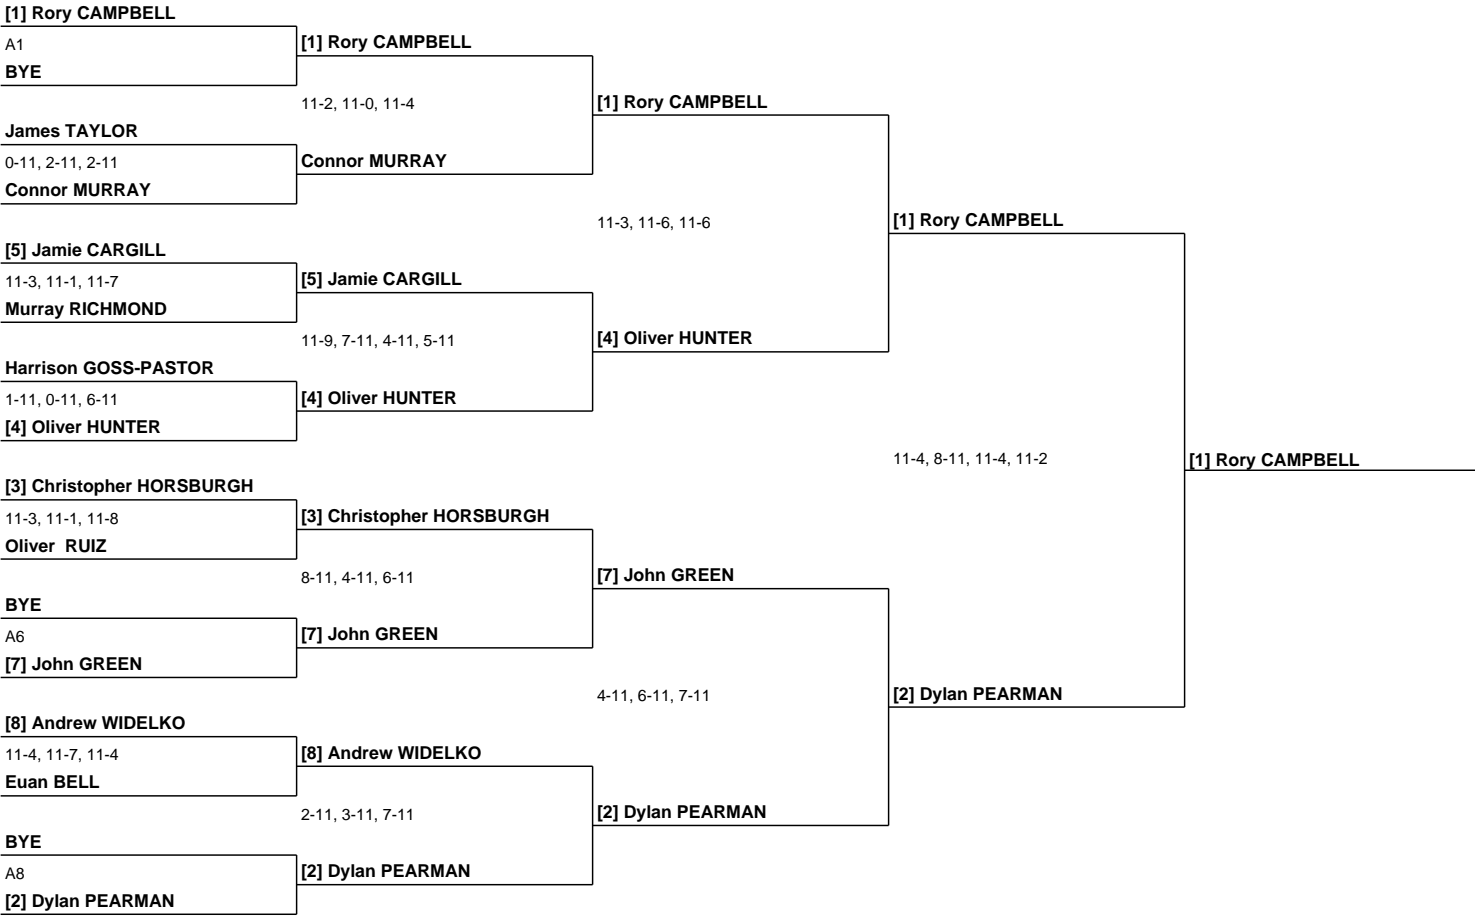 [1] Rory CAMPBELL
A1
BYE
James TAYLOR
0-11, 2-11, 2-11
Connor MURRAY
[5] Jamie CARGILL
11-3, 11-1, 11-7
Murray RICHMOND
Harrison GOSS-PASTOR
1-11, 0-11, 6-11
[4] Oliver HUNTER
[3] Christopher HORSBURGH
11-3, 11-1, 11-8
Oliver  RUIZ
BYE
A6
[7] John GREEN
[8] Andrew WIDELKO
11-4, 11-7, 11-4
Euan BELL
BYE
A8
[2] Dylan PEARMAN
[1] Rory CAMPBELL
11-2, 11-0, 11-4
Connor MURRAY
[5] Jamie CARGILL
11-9, 7-11, 4-11, 5-11
[4] Oliver HUNTER
[3] Christopher HORSBURGH
8-11, 4-11, 6-11
[7] John GREEN
[8] Andrew WIDELKO
2-11, 3-11, 7-11
[2] Dylan PEARMAN
[1] Rory CAMPBELL
11-3, 11-6, 11-6
[4] Oliver HUNTER
[7] John GREEN
4-11, 6-11, 7-11
[2] Dylan PEARMAN
[1] Rory CAMPBELL
11-4, 8-11, 11-4, 11-2
[2] Dylan PEARMAN
[1] Rory CAMPBELL